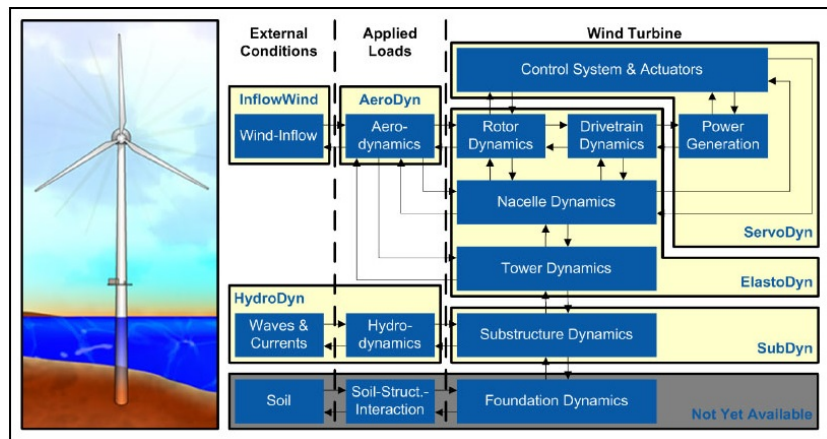 External
Conditions
Applied
Loads
Wind Turbine
Control System & Actuators
InflowWind
AeroDyn
Wind-Inflow
Aero-
dynamics
Rotor
Dynamics
Drivetrain
Dynamics
Power
Generation
Nacelle Dynamics
ServoDyn
Tower Dynamics
ElastoDyn
HydroDyn
Waves &
Currents
Hydro-
dynamics
Substructure Dynamics
SubDyn
Soil
Soil-Struct.-
Interaction
Foundation Dynamics
Not Yet Available